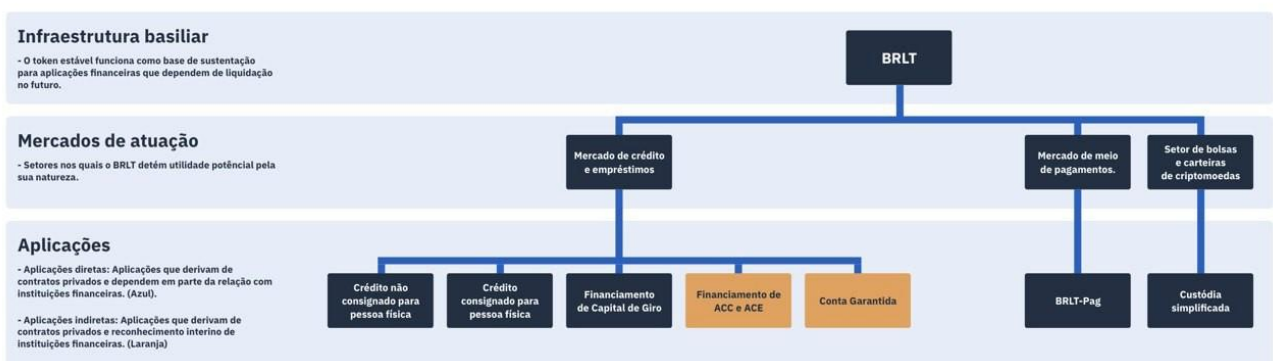 Infraestrutura basiliar
- O token estável funciona como base de sustentação
para aplicações financeiras que dependem de liquidação
no futuro.
BRLT
Mercados de atuação
- Setores nos quais o BRLT detém utilidade potêncial pela
sua natureza.
Mercado de crédito
e empréstimos
Mercado de meio
de pagamentos.
Setor de bolsas
e carteiras
de criptomoedas
Aplicações
- Aplicações diretas: Aplicações que derivam de
contratos privados e dependem em parte da relação com
instituições financeiras. (Azul).
- Aplicações indiretas: Aplicações que derivam de
contratos privados e reconhecimento interino de
instituições financeiras. (Laranja)
Crédito não
consignado para
pessoa física
Crédito
consignado para
pessoa física
Financiamento
de Capital de Giro
Financiamento de
ACC e ACE
Conta Garantida
BRLT-Pag
Custódia
simplificada